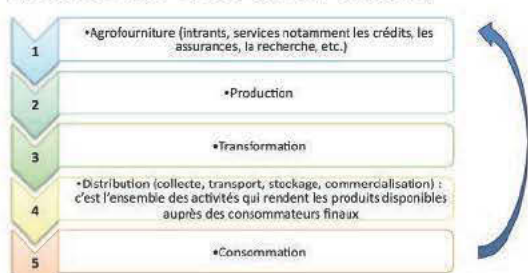 1
•Agrofourniture (intrants, services notamment les crédits, les
assurances, la recherche, etc.)
2
•Production
3
•Transformation
4
•Distribution (collecte, transport, stockage, commercialisation) :
c'est l'ensemble des activités qui rendent les produits disponibles
auprès des consommateurs finaux
5
•Consommation